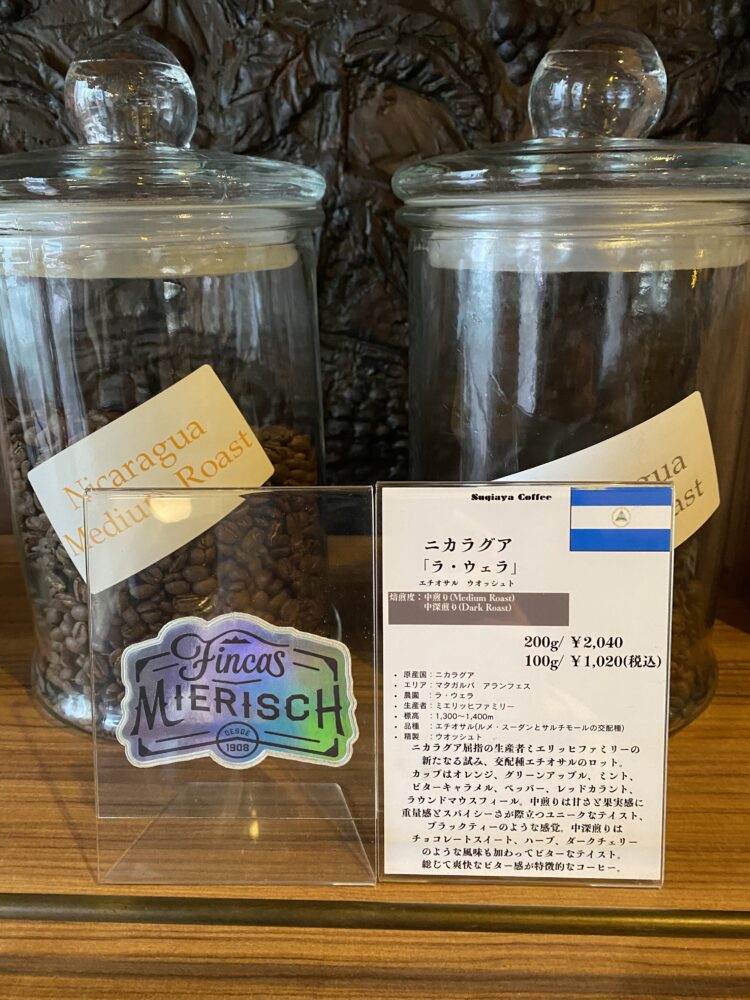 Nicaragua
Medium Roast
Fincas
MIERISCH
DESDE
1908
Sugiaya Coffee
ニカラグア
「ラ・ウェラ」
エチオサル ウオッシュト
焙煎度：中煎り(Medium Roast)
中深煎り(Dark Roast)
200g/ ￥2,040
100g/ ￥1,020(税込)
・ 原産国：ニカラグア
・ エリア：マタガルパ アランフェス
・ 農園 ：ラ・ウェラ
・ 生産者：ミエリッヒファミリー
・ 標高 ：1,300～1,400m
・ 品種 ：エチオサル(ルメ・スーダンとサルチモールの交配種)
・ 精製 ：ウオッシュト
ニカラグア屈指の生産者ミエリッヒファミリーの
新たなる試み、交配種エチオサルのロット。
カップはオレンジ、グリーンアップル、ミント、
ビターキャラメル、ペッパー、レッドカラント、
ラウンドマウスフィール。中煎りは甘さと果実感に
重量感とスパイシーさが際立つユニークなテイスト、
ブラックティーのような感覚。中深煎りは
チョコレートスイート、ハーブ、ダークチェリー
のような風味も加わってビターなテイスト。
総じて爽快なビター感が特徴的なコーヒー。